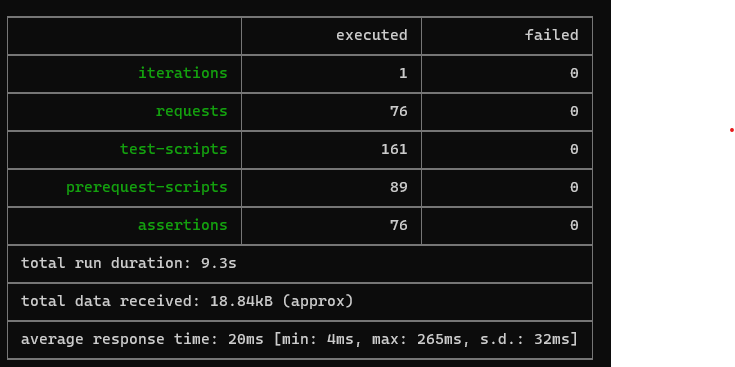 executed failed
iterations 1 0
requests 76 0
test-scripts 161 0
prerequest-scripts 89 0
assertions 76 0
total run duration: 9.3s
total data received: 18.84kB (approx)
average response time: 20ms [min: 4ms, max: 265ms, s.d.: 32ms]